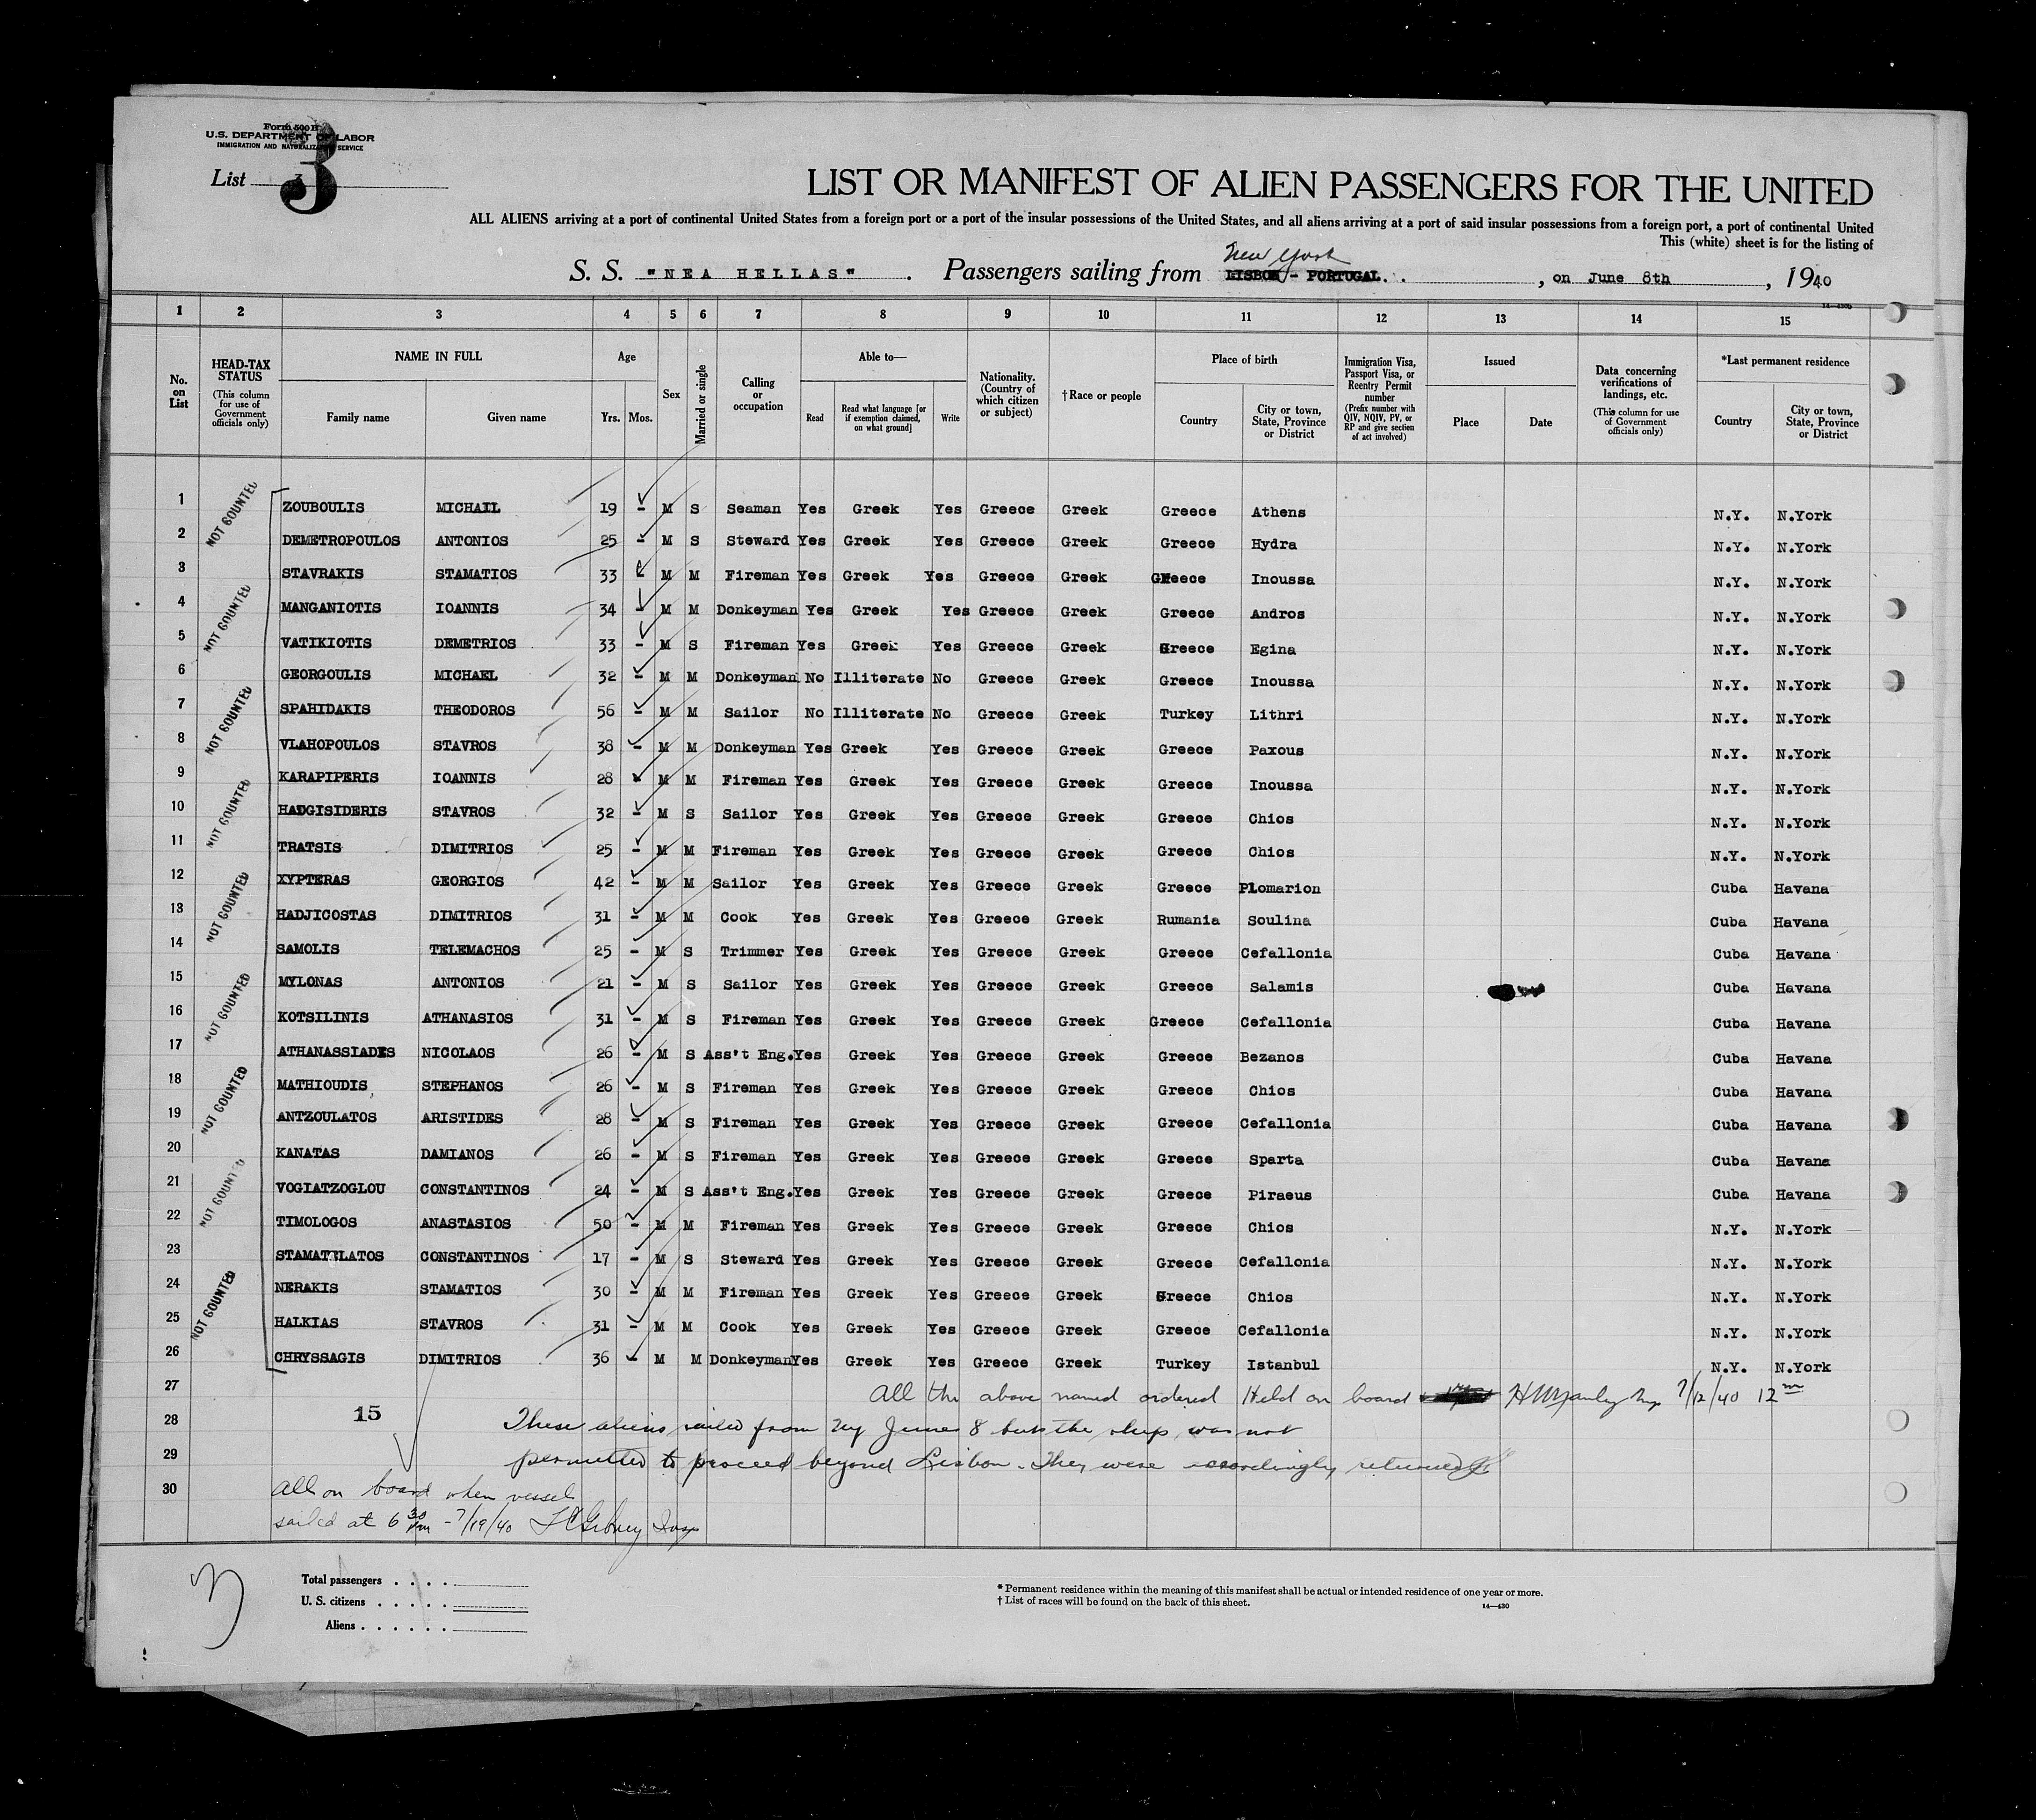 Form 500 B
U.S. DEPARTMENT OF LABOR
IMMIGRATION AND NATURALIZATION SERVICE
List 3
3
LIST OR MANIFEST OF ALIEN PASSENGERS FOR THE UNITED
ALL ALIENS arriving at a port of continental United States from a foreign port or a port of the insular possessions of the United States, and all aliens arriving at a port of said insular possessions from a foreign port, a port of continental United
This (white) sheet is for the listing of
New York
S. S. "NEA HELLAS" . Passengers sailing from LISBON - PORTUGAL. . , on June 8th , 1940
1 2 3 4 5 6 7 8 9 10 11 12 13 14 15
No. on List
HEAD-TAX STATUS (This column for use of Government officials only)
NAME IN FULL
Family name Given name
Age
Yrs. Mos.
Sex
Married or single
Calling or occupation
Able to—
Read Read what language [or if exemption claimed, on what ground] Write
Nationality. (Country of which citizen or subject)
† Race or people
Place of birth
Country City or town, State, Province or District
Immigration Visa, Passport Visa, or Reentry Permit number (Prefix number with QIV, NQIV, PV, or RP and give section of act involved)
Issued
Place Date
Data concerning verifications of landings, etc. (This column for use of Government officials only)
*Last permanent residence
Country City or town, State, Province or District
NOT COUNTED
NOT COUNTED
NOT COUNTED
NOT COUNTED
NOT COUNTED
NOT COUNTED
NOT COUNTED
NOT COUNTED
NOT COUNTED
1 ZOUBOULIS MICHAIL 19 - M S Seaman Yes Greek Yes Greece Greek Greece Athens N.Y. N.York
2 DEMETROPOULOS ANTONIOS 25 - M S Steward Yes Greek Yes Greece Greek Greece Hydra N.Y. N.York
3 STAVRAKIS STAMATIOS 33 - M M Fireman Yes Greek Yes Greece Greek Greece Inoussa N.Y. N.York
4 MANGANIOTIS IOANNIS 34 - M M Donkeyman Yes Greek Yes Greece Greek Greece Andros N.Y. N.York
5 VATIKIOTIS DEMETRIOS 33 - M S Fireman Yes Greek Yes Greece Greek Greece Egina N.Y. N.York
6 GEORGOULIS MICHAEL 32 - M M Donkeyman No Illiterate No Greece Greek Greece Inoussa N.Y. N.York
7 SPAHIDAKIS THEODOROS 56 - M M Sailor No Illiterate No Greece Greek Turkey Lithri N.Y. N.York
8 VLAHOPOULOS STAVROS 38 - M M Donkeyman Yes Greek Yes Greece Greek Greece Paxous N.Y. N.York
9 KARAPIPERIS IOANNIS 28 - M M Fireman Yes Greek Yes Greece Greek Greece Inoussa N.Y. N.York
10 HADGISIDERIS STAVROS 32 - M S Sailor Yes Greek Yes Greece Greek Greece Chios N.Y. N.York
11 TRATSIS DIMITRIOS 25 - M M Fireman Yes Greek Yes Greece Greek Greece Chios N.Y. N.York
12 XYPTERAS GEORGIOS 42 - M M Sailor Yes Greek Yes Greece Greek Greece PLomarion Cuba Havana
13 HADJICOSTAS DIMITRIOS 31 - M M Cook Yes Greek Yes Greece Greek Rumania Soulina Cuba Havana
14 SAMOLIS TELEMACHOS 25 - M S Trimmer Yes Greek Yes Greece Greek Greece Cefallonia Cuba Havana
15 MYLONAS ANTONIOS 21 - M S Sailor Yes Greek Yes Greece Greek Greece Salamis Cuba Havana
16 KOTSILINIS ATHANASIOS 31 - M S Fireman Yes Greek Yes Greece Greek Greece Cefallonia Cuba Havana
17 ATHANASSIADES NICOLAOS 26 - M S Ass't Eng. Yes Greek Yes Greece Greek Greece Bezanos Cuba Havana
18 MATHIOUDIS STEPHANOS 26 - M S Fireman Yes Greek Yes Greece Greek Greece Chios Cuba Havana
19 ANTZOULATOS ARISTIDES 28 - M S Fireman Yes Greek Yes Greece Greek Greece Cefallonia Cuba Havana
20 KANATAS DAMIANOS 26 - M S Fireman Yes Greek Yes Greece Greek Greece Sparta Cuba Havana
21 VOGIATZOGLOU CONSTANTINOS 24 - M S Ass't Eng. Yes Greek Yes Greece Greek Greece Piraeus Cuba Havana
22 TIMOLOGOS ANASTASIOS 50 - M M Fireman Yes Greek Yes Greece Greek Greece Chios N.Y. N.York
23 STAMATELATOS CONSTANTINOS 17 - M S Steward Yes Greek Yes Greece Greek Greece Cefallonia N.Y. N.York
24 NERAKIS STAMATIOS 30 - M M Fireman Yes Greek Yes Greece Greek Greece Chios N.Y. N.York
25 HALKIAS STAVROS 31 - M M Cook Yes Greek Yes Greece Greek Greece Cefallonia N.Y. N.York
26 CHRYSSAGIS DIMITRIOS 36 - M M Donkeyman Yes Greek Yes Greece Greek Turkey Istanbul N.Y. N.York
27 All the above named ordered Held on board 7/12/40 12 m
28 15 These aliens sailed from NY June 8 but the ship was not
29 permitted to proceed beyond Lisbon. They were accordingly returned
30 All on board when vessel
sailed at 6 30 pm - 7/19/40
3
Total passengers . . . .
U. S. citizens . . . . .
Aliens . . . . . .
* Permanent residence within the meaning of this manifest shall be actual or intended residence of one year or more.
† List of races will be found on the back of this sheet.
14—430